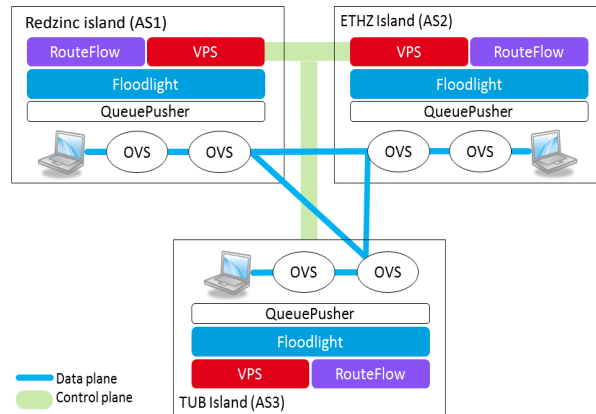 Redzinc island (AS1)
RouteFlow
VPS
Floodlight
QueuePusher
OVS
OVS
ETHZ Island (AS2)
VPS
RouteFlow
Floodlight
QueuePusher
OVS
OVS
OVS
OVS
QueuePusher
Floodlight
VPS
RouteFlow
TUB Island (AS3)
Data plane
Control plane